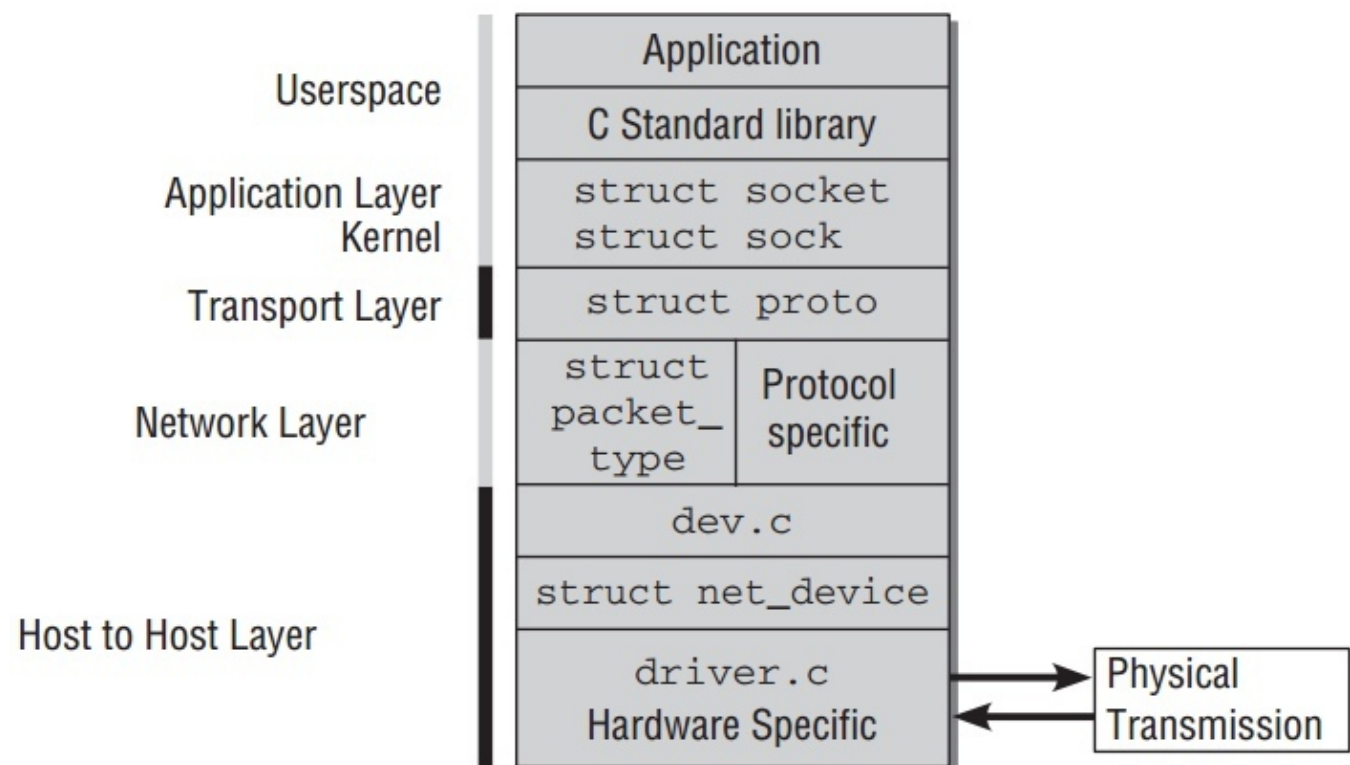 Userspace
Application Layer
Kernel
Transport Layer
Network Layer
Host to Host Layer
Application
C Standard library
struct socket
struct sock
struct proto
struct
packet_
type
Protocol
specific
dev.c
struct net_device
driver.c
Hardware Specific
Physical
Transmission